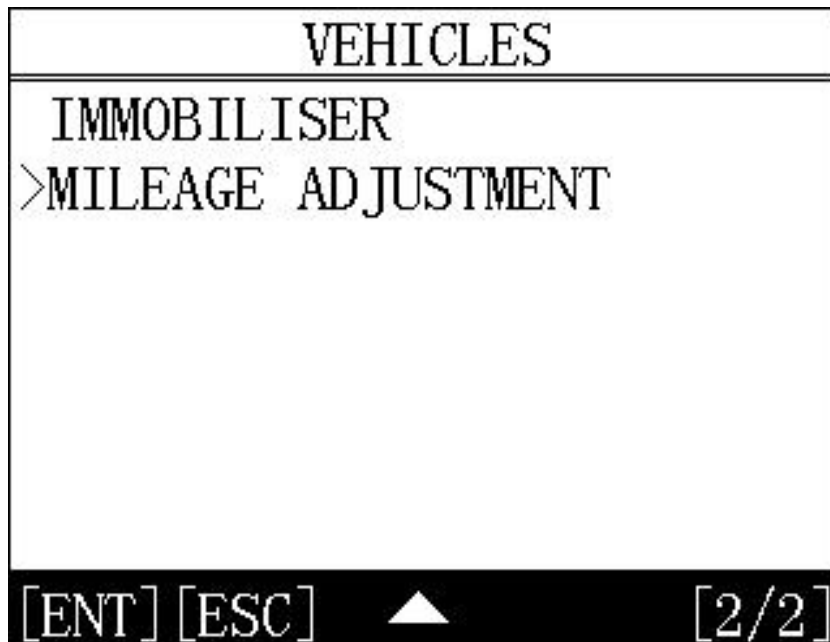 VEHICLES
IMMOBILISER
>MILEAGE ADJUSTMENT
[ENT] [ESC] [2/2]